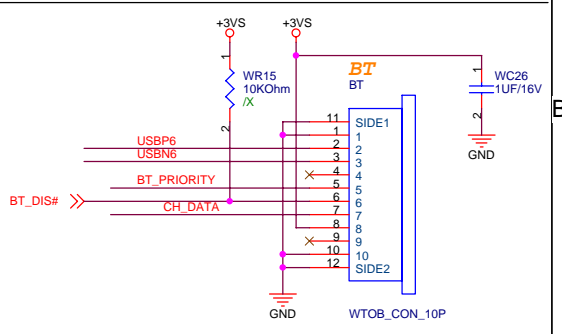 +3VS
+3VS
1
WR15
10KOhm
/X
2
BT
BT
1
WC26
1UF/16V
2
GND
B
11 SIDE1
1 1
USBP6 2 2
USBN6 3 3
4 4
BT_PRIORITY 5 5
BT_DIS# 6 6
CH_DATA 7 7
8 8
9 9
10 10
12 SIDE2
GND
WTOB_CON_10P